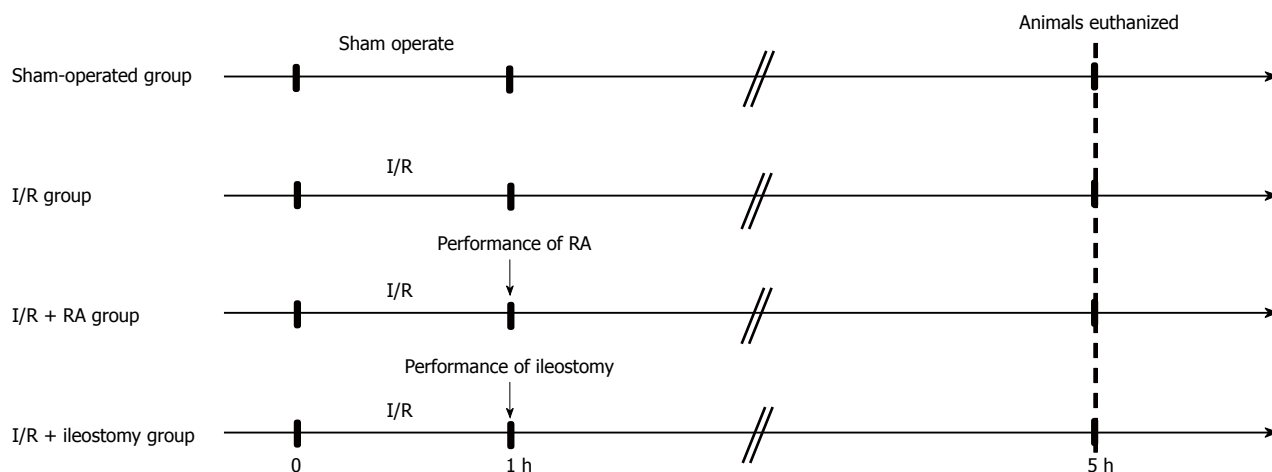 Animals euthanized
Sham operate
Sham-operated group
I/R
I/R group
Performance of RA
I/R
I/R + RA group
Performance of ileostomy
I/R
I/R + ileostomy group
0 1 h 5 h